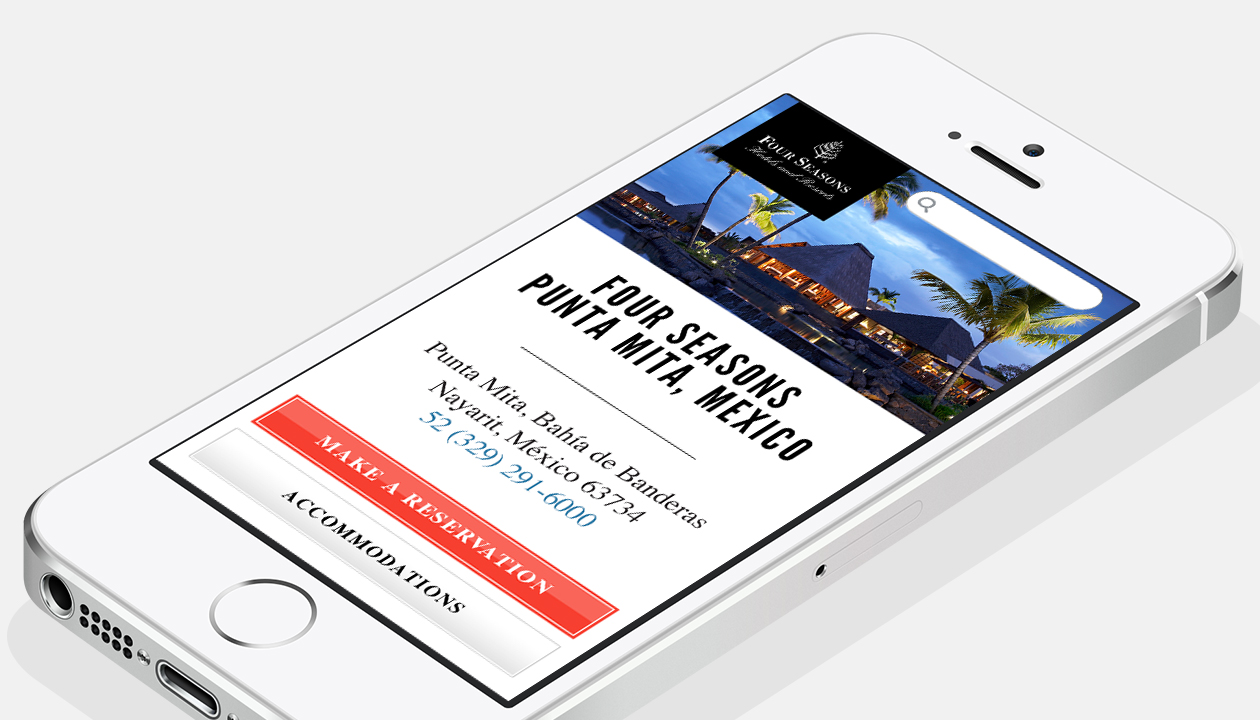 FOUR SEASONS
Hotels and Resorts
FOUR SEASONS
PUNTA MITA, MEXICO
Punta Mita, Bahía de Banderas
Nayarit, México 63734
52 (329) 291-6000
MAKE A RESERVATION
ACCOMMODATIONS